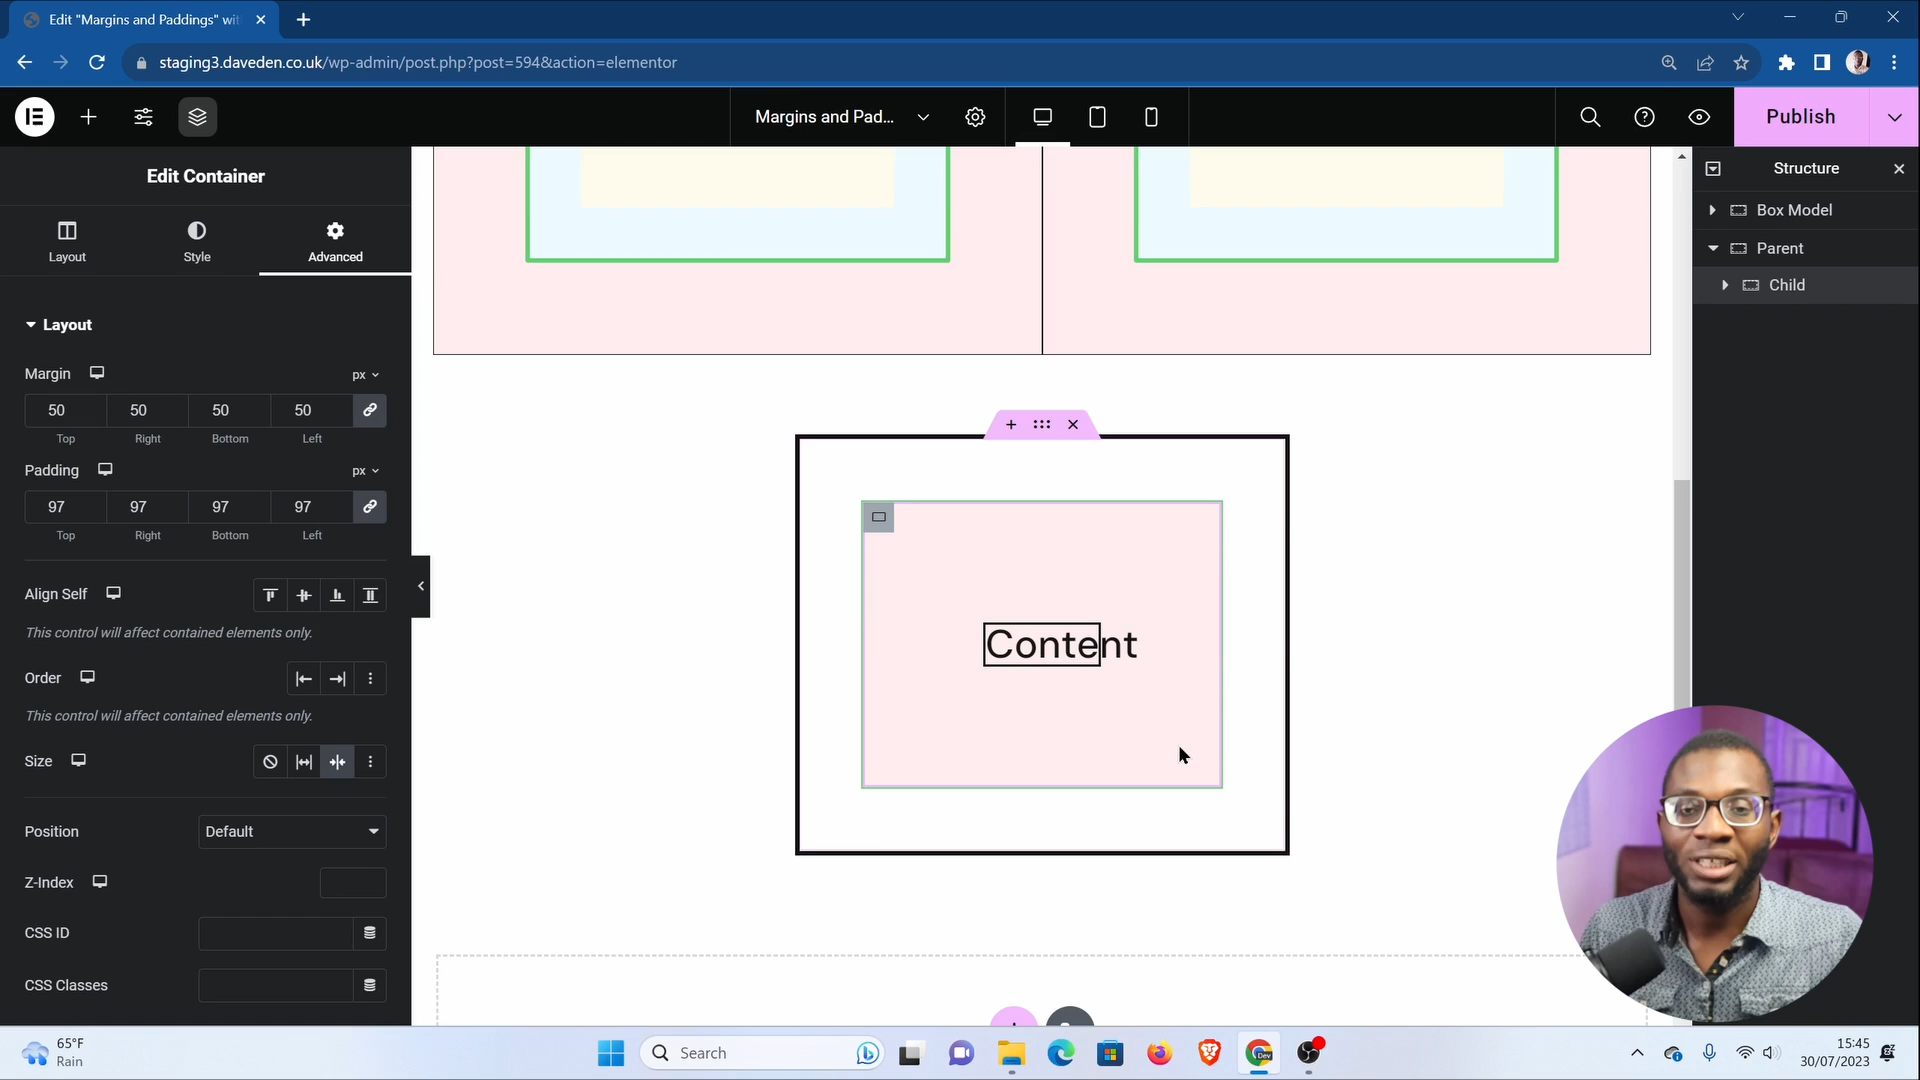 Edit "Margins and Paddings" wit
staging3.daveden.co.uk/wp-admin/post.php?post=594&action=elementor
Margins and Pad...
Publish
Edit Container
Layout
Style
Advanced
Layout
Margin
px
50
50
50
50
Top
Right
Bottom
Left
Padding
px
97
97
97
97
Top
Right
Bottom
Left
Align Self
This control will affect contained elements only.
Order
This control will affect contained elements only.
Size
Position
Default
Z-Index
CSS ID
CSS Classes
Content
Structure
Box Model
Parent
Child
65°F
Rain
Search
Dev
15:45
30/07/2023